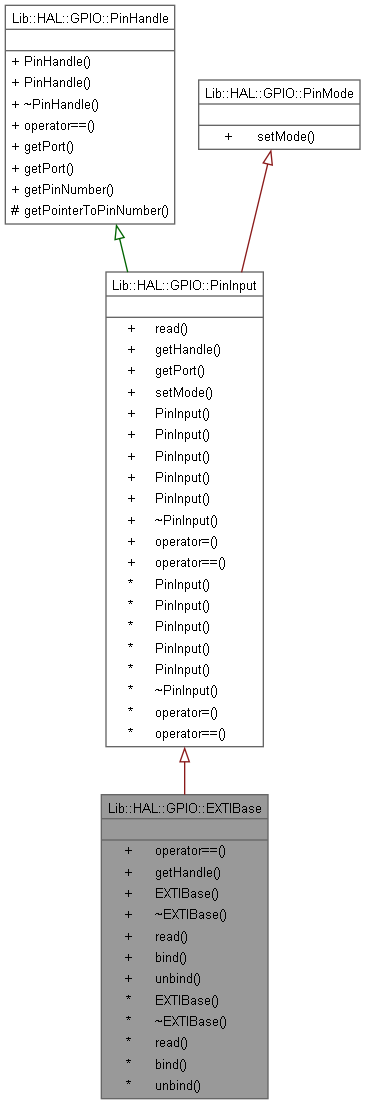 Lib::HAL::GPIO::PinHandle
+ PinHandle()
+ PinHandle()
+ ~PinHandle()
+ operator==()
+ getPort()
+ getPort()
+ getPinNumber()
# getPointerToPinNumber()
Lib::HAL::GPIO::PinMode
+ setMode()
Lib::HAL::GPIO::PinInput
+ read()
+ getHandle()
+ getPort()
+ setMode()
+ PinInput()
+ PinInput()
+ PinInput()
+ PinInput()
+ PinInput()
+ ~PinInput()
+ operator=()
+ operator==()
* PinInput()
* PinInput()
* PinInput()
* PinInput()
* PinInput()
* ~PinInput()
* operator=()
* operator==()
Lib::HAL::GPIO::EXTIBase
+ operator==()
+ getHandle()
+ EXTIBase()
+ ~EXTIBase()
+ read()
+ bind()
+ unbind()
* EXTIBase()
* ~EXTIBase()
* read()
* bind()
* unbind()